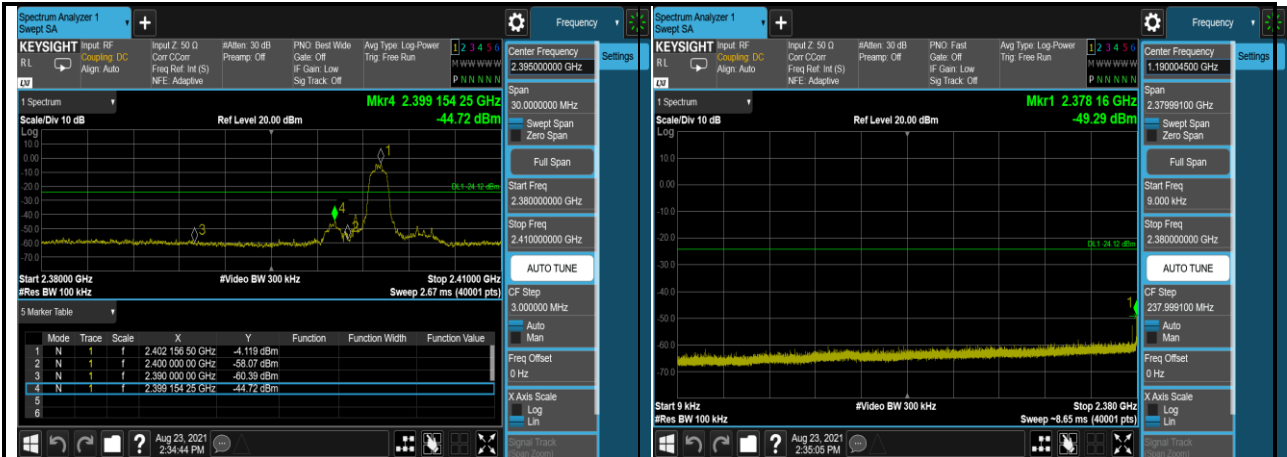 Spectrum Analyzer 1
Swept SA
Frequency
KEYSIGHT
RL
LXI
Input: RF
Coupling: DC
Align: Auto
Input Z: 50 Ω
Corr CCorr
Freq Ref: Int (S)
NFE: Adaptive
#Atten: 30 dB
Preamp: Off
PNO: Best Wide
Gate: Off
IF Gain: Low
Sig Track: Off
Avg Type: Log-Power
Trig: Free Run
1 2 3 4 5 6
M W W W W W
P N N N N N
1 Spectrum
Mkr4 2.399 154 25 GHz
Scale/Div 10 dB
Ref Level 20.00 dBm
-44.72 dBm
Log
10.0
0.00
-20.0
-30.0
-40.0
-50.0
-60.0
-70.0
DL1 -24.12 dBm
1
4
2
3
Start 2.38000 GHz
#Video BW 300 kHz
Stop 2.41000 GHz
#Res BW 100 kHz
Sweep 2.67 ms (40001 pts)
5 Marker Table
Mode Trace Scale X Y Function Function Width Function Value
1 N 1 f 2.402 156 50 GHz -4.119 dBm
2 N 1 f 2.400 000 00 GHz -58.07 dBm
3 N 1 f 2.390 000 00 GHz -60.39 dBm
4 N 1 f 2.399 154 25 GHz -44.72 dBm
5
6
Aug 23, 2021
2:34:44 PM
Settings
Center Frequency
2.395000000 GHz
Span
30.0000000 MHz
Swept Span
Zero Span
Full Span
Start Freq
2.380000000 GHz
Stop Freq
2.410000000 GHz
AUTO TUNE
CF Step
3.000000 MHz
Auto
Man
Freq Offset
0 Hz
X Axis Scale
Log
Lin
Signal Track
(Span Zoom)
Spectrum Analyzer 1
Swept SA
Frequency
KEYSIGHT
RL
LXI
Input: RF
Coupling: DC
Align: Auto
Input Z: 50 Ω
Corr CCorr
Freq Ref: Int (S)
NFE: Adaptive
#Atten: 30 dB
Preamp: Off
PNO: Fast
Gate: Off
IF Gain: Low
Sig Track: Off
Avg Type: Log-Power
Trig: Free Run
1 2 3 4 5 6
M W W W W W
P N N N N N
1 Spectrum
Mkr1 2.378 16 GHz
Scale/Div 10 dB
Ref Level 20.00 dBm
-49.29 dBm
Log
10.0
0.00
-20.0
-30.0
-40.0
-50.0
-60.0
-70.0
DL1 -24.12 dBm
1
Start 9 kHz
#Video BW 300 kHz
Stop 2.380 GHz
#Res BW 100 kHz
Sweep ~8.65 ms (40001 pts)
Aug 23, 2021
2:35:05 PM
Settings
Center Frequency
1.190004500 GHz
Span
2.37999100 GHz
Swept Span
Zero Span
Full Span
Start Freq
9.000 kHz
Stop Freq
2.380000000 GHz
AUTO TUNE
CF Step
237.999100 MHz
Auto
Man
Freq Offset
0 Hz
X Axis Scale
Log
Lin
Signal Track
(Span Zoom)